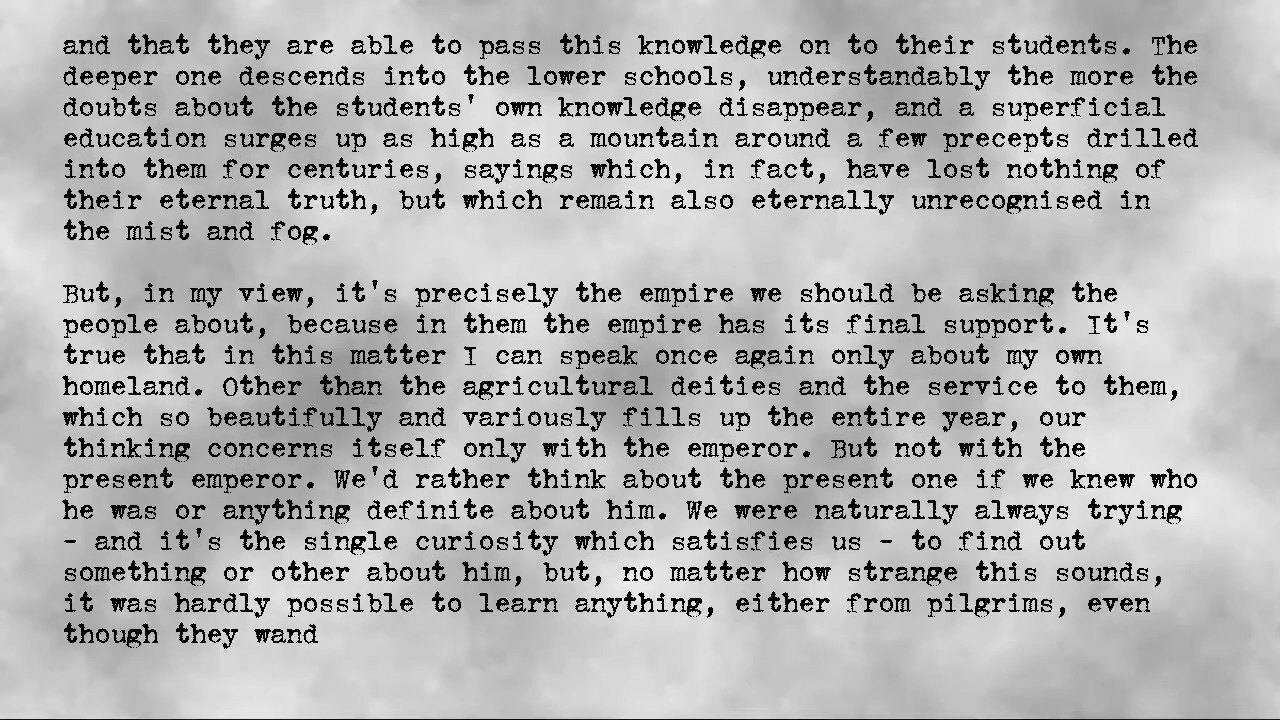 and that they are able to pass this knowledge on to their students. The
deeper one descends into the lower schools, understandably the more the
doubts about the students' own knowledge disappear, and a superficial
education surges up as high as a mountain around a few precepts drilled
into them for centuries, sayings which, in fact, have lost nothing of
their eternal truth, but which remain also eternally unrecognised in
the mist and fog.

But, in my view, it's precisely the empire we should be asking the
people about, because in them the empire has its final support. It's
true that in this matter I can speak once again only about my own
homeland. Other than the agricultural deities and the service to them,
which so beautifully and variously fills up the entire year, our
thinking concerns itself only with the emperor. But not with the
present emperor. We'd rather think about the present one if we knew who
he was or anything definite about him. We were naturally always trying
- and it's the single curiosity which satisfies us - to find out
something or other about him, but, no matter how strange this sounds,
it was hardly possible to learn anything, either from pilgrims, even
though they wand